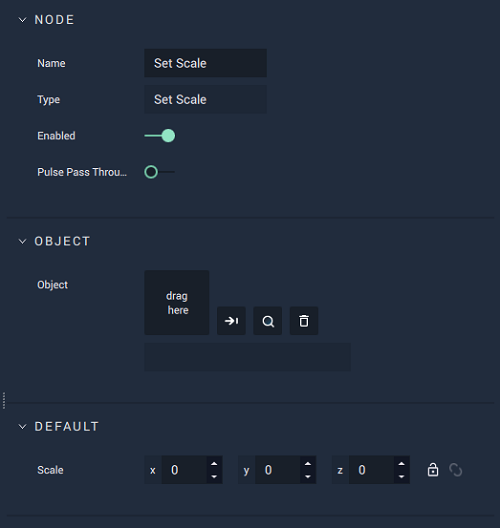 NODE
Name Set Scale
Type Set Scale
Enabled
Pulse Pass Throu...
OBJECT
Object
drag
here
DEFAULT
Scale x 0 y 0 z 0